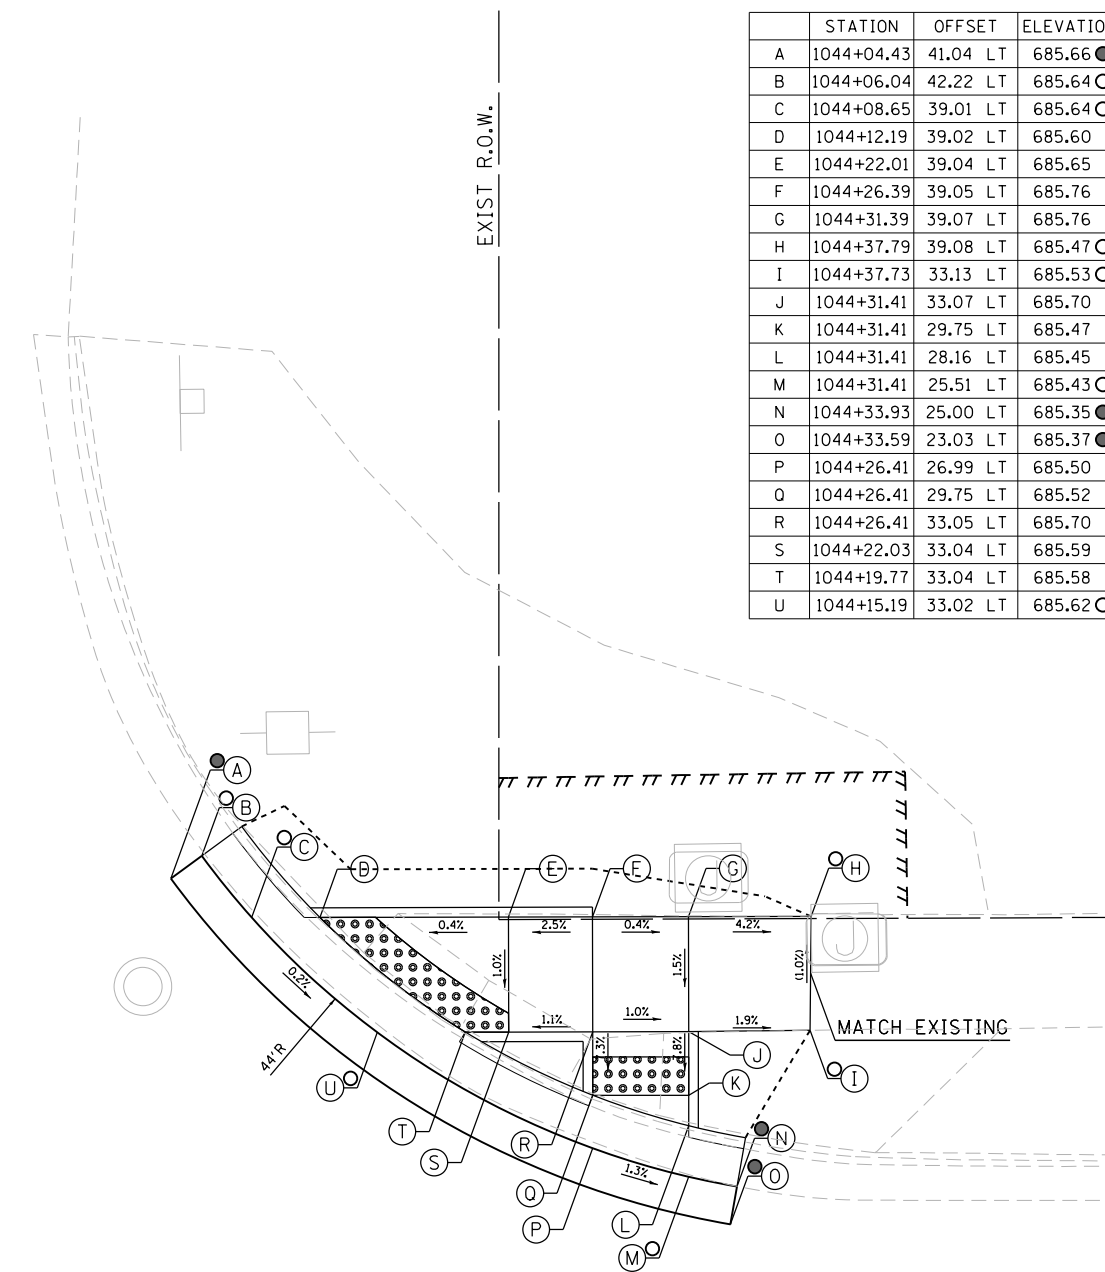 STATION OFFSET ELEVATIO
A 1044+04.43 41.04 LT 685.66
B 1044+06.04 42.22 LT 685.64
C 1044+08.65 39.01 LT 685.64
D 1044+12.19 39.02 LT 685.60
E 1044+22.01 39.04 LT 685.65
F 1044+26.39 39.05 LT 685.76
G 1044+31.39 39.07 LT 685.76
H 1044+37.79 39.08 LT 685.47
I 1044+37.73 33.13 LT 685.53
J 1044+31.41 33.07 LT 685.70
K 1044+31.41 29.75 LT 685.47
L 1044+31.41 28.16 LT 685.45
M 1044+31.41 25.51 LT 685.43
N 1044+33.93 25.00 LT 685.35
O 1044+33.59 23.03 LT 685.37
P 1044+26.41 26.99 LT 685.50
Q 1044+26.41 29.75 LT 685.52
R 1044+26.41 33.05 LT 685.70
S 1044+22.03 33.04 LT 685.59
T 1044+19.77 33.04 LT 685.58
U 1044+15.19 33.02 LT 685.62
EXIST R.O.W.
A
B
C
D
E
F
G
H
J
0.4%
2.5%
0.4%
4.2%
J
1.0%
1.5%
(1.0%)
0.2%
1.1%
1.0%
1.9%
MATCH EXISTING
44'R
J
I
K
U
T
R
N
S
1.3%
O
Q
L
P
M